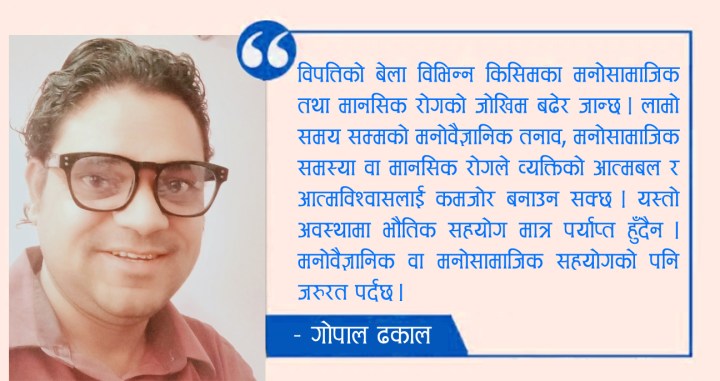 विपत्तिको बेला विभिन्न किसिमका मनोसामाजिक
तथा मानसिक रोगको जोखिम बढेर जान्छ । लामो
समय सम्मको मनोवैज्ञानिक तनाव, मनोसामाजिक
समस्या वा मानसिक रोगले व्यक्तिको आत्मबल र
आत्मविश्वासलाई कमजोर बनाउन सक्छ । यस्तो
अवस्थामा भौतिक सहयोग मात्र पर्याप्त हुँदैन ।
मनोवैज्ञानिक वा मनोसामाजिक सहयोगको पनि
जरुरत पर्दछ ।
- गोपाल ढकाल